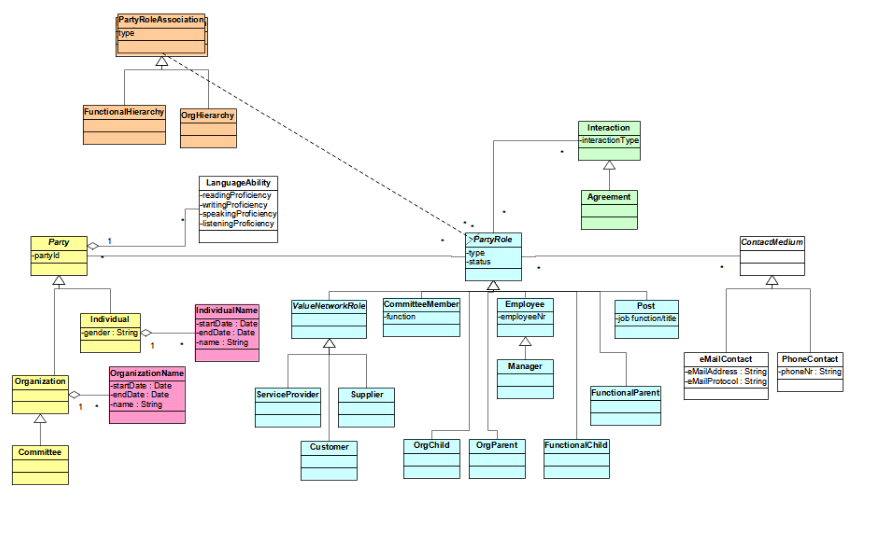 PartyRoleAssociation
type
FunctionalHierarchy
OrgHierarchy
Interaction
-interactionType
Agreement
LanguageAbility
-readingProficiency
-writingProficiency
-speakingProficiency
-listeningProficiency
Party
-partyId
1
*
*
PartyRole
-type
-status
*
*
*
*
*
*
*
ContactMedium
*
Individual
-gender : String
1
*
IndividualName
-startDate : Date
-endDate : Date
-name : String
ValueNetworkRole
CommitteeMember
-function
Employee
-employeeNr
Post
-job function/title
Organization
1
*
OrganizationName
-startDate : Date
-endDate : Date
-name : String
Manager
eMailContact
-eMailAddress : String
-eMailProtocol : String
PhoneContact
-phoneNr : String
ServiceProvider
Supplier
FunctionalParent
Committee
Customer
OrgChild
OrgParent
FunctionalChild